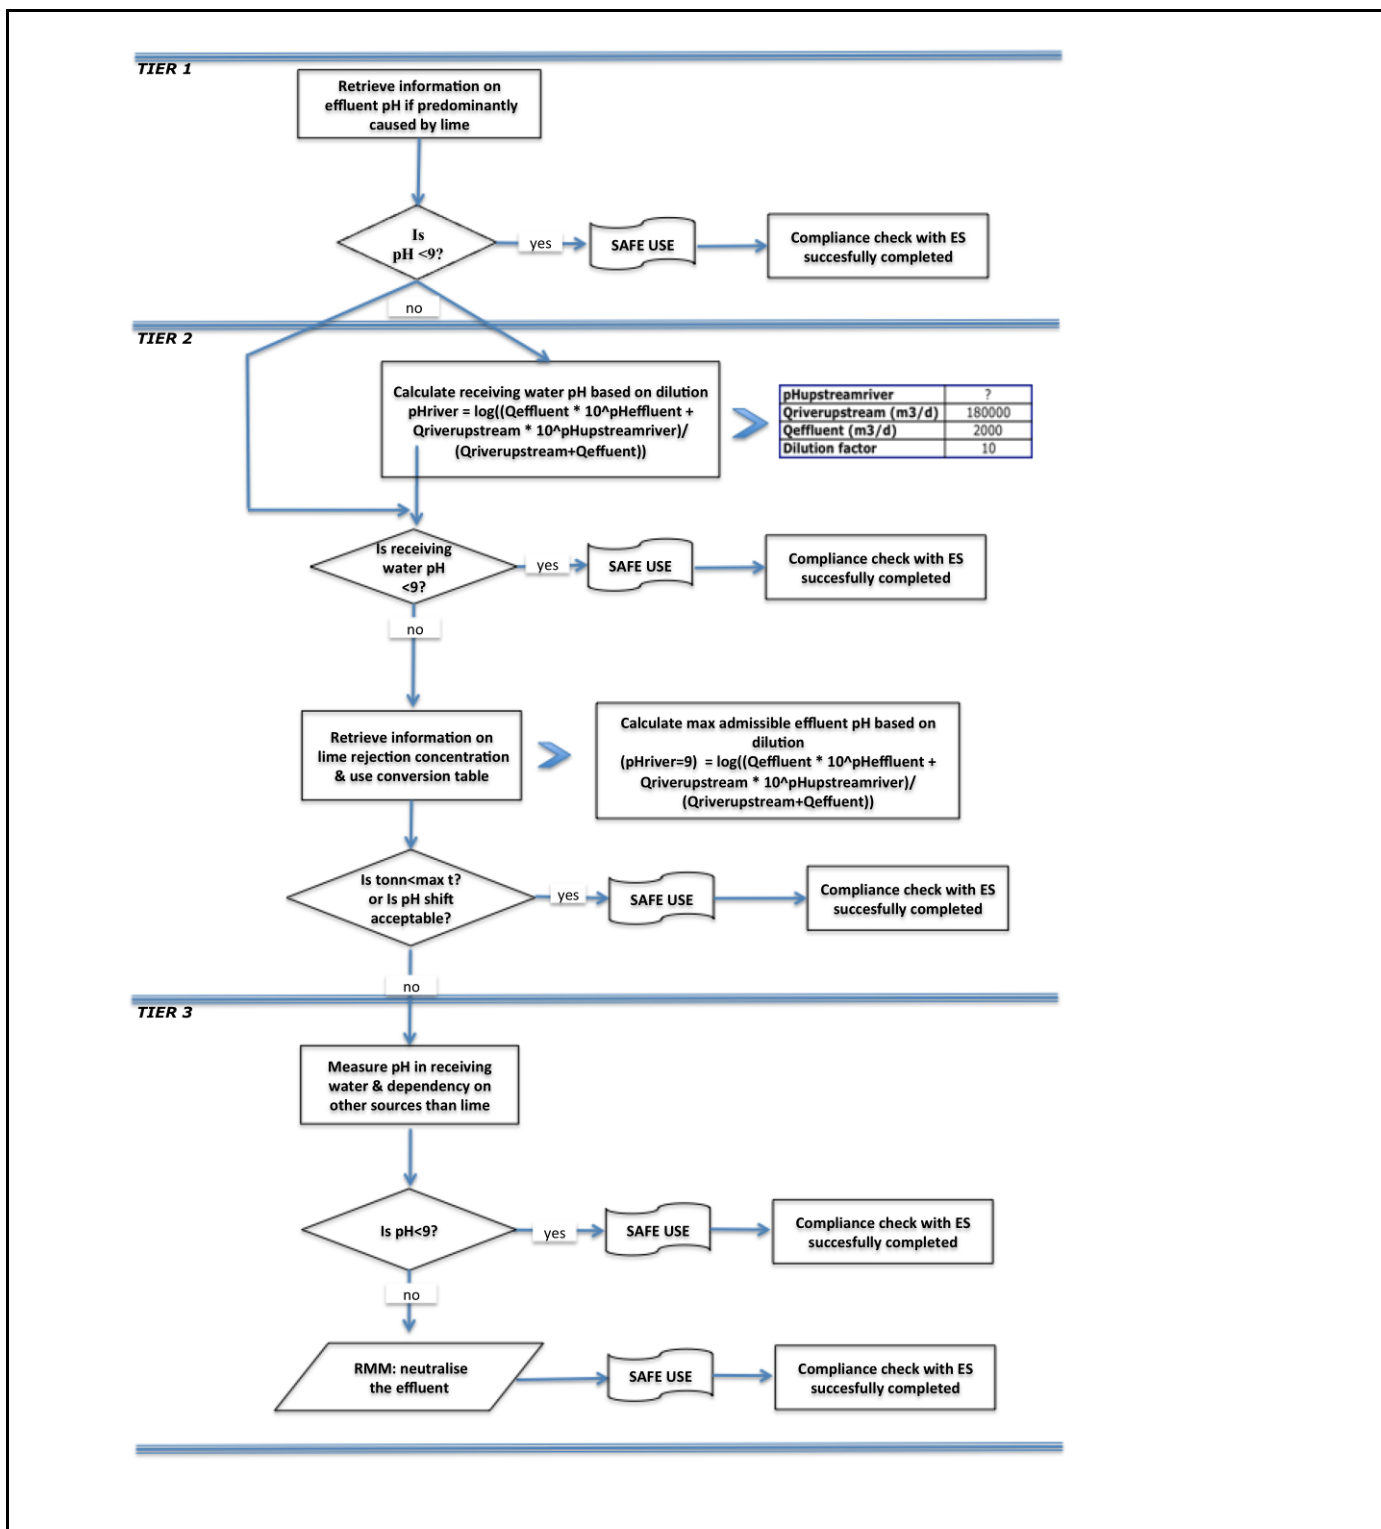 TIER 1
Retrieve information on
effluent pH if predominantly
caused by lime
Is
pH <9?
yes
SAFE USE
Compliance check with ES
succesfully completed
no
TIER 2
Calculate receiving water pH based on dilution
pHriver = log((Qeffluent * 10^pHeffluent +
Qriverupstream * 10^pHupstreamriver)/
(Qriverupstream+Qeffuent))
pHupstreamriver ?
Qriverupstream (m3/d) 180000
Qeffluent (m3/d) 2000
Dilution factor 10
Is receiving
water pH
<9?
yes
SAFE USE
Compliance check with ES
succesfully completed
no
Retrieve information on
lime rejection concentration
& use conversion table
Calculate max admissible effluent pH based on
dilution
(pHriver=9) = log((Qeffluent * 10^pHeffluent +
Qriverupstream * 10^pHupstreamriver)/
(Qriverupstream+Qeffuent))
Is tonn<max t?
or Is pH shift
acceptable?
yes
SAFE USE
Compliance check with ES
succesfully completed
no
TIER 3
Measure pH in receiving
water & dependency on
other sources than lime
Is pH<9?
yes
SAFE USE
Compliance check with ES
succesfully completed
no
RMM: neutralise
the effluent
SAFE USE
Compliance check with ES
succesfully completed